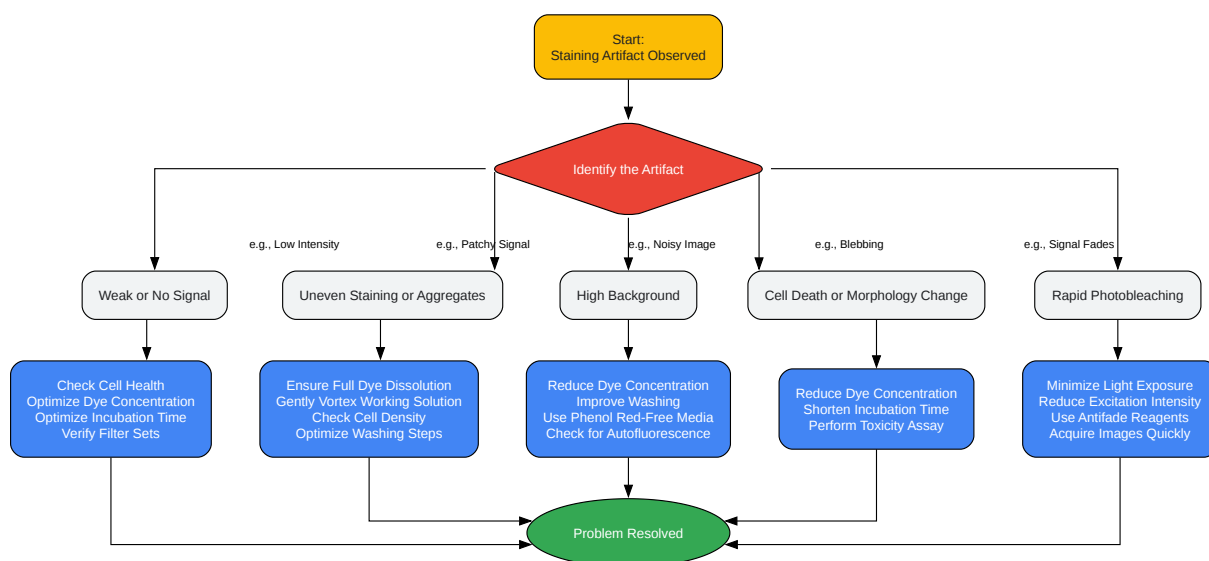 Start:
Staining Artifact Observed
Identify the Artifact
e.g., Low Intensity
e.g., Patchy Signal
e.g., Noisy Image
e.g., Blebbing
e.g., Signal Fades
Weak or No Signal
Uneven Staining or Aggregates
High Background
Cell Death or Morphology Change
Rapid Photobleaching
Check Cell Health
Optimize Dye Concentration
Optimize Incubation Time
Verify Filter Sets
Ensure Full Dye Dissolution
Gently Vortex Working Solution
Check Cell Density
Optimize Washing Steps
Reduce Dye Concentration
Improve Washing
Use Phenol Red-Free Media
Check for Autofluorescence
Reduce Dye Concentration
Shorten Incubation Time
Perform Toxicity Assay
Minimize Light Exposure
Reduce Excitation Intensity
Use Antifade Reagents
Acquire Images Quickly
Problem Resolved